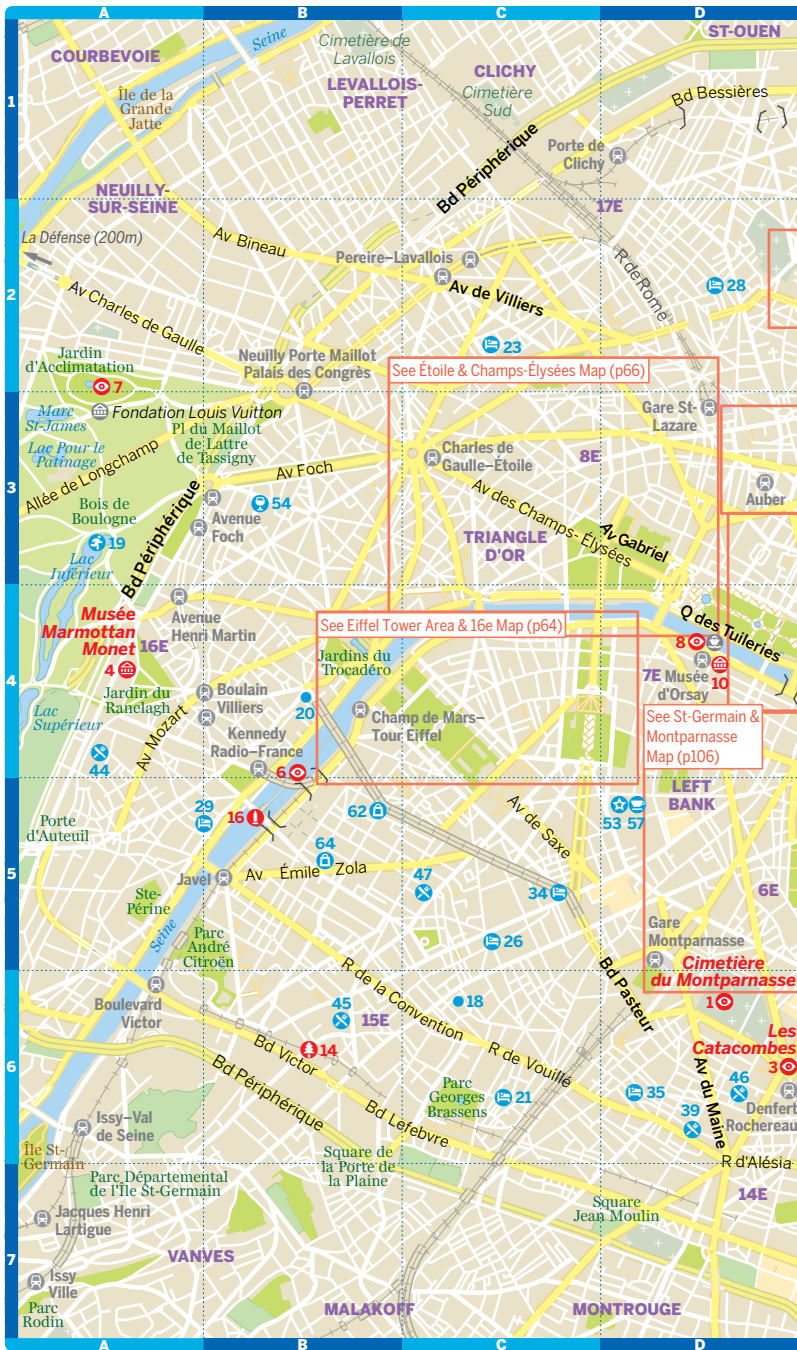 A
B
C
D
COURBEVOIE
Seine
Cimetière de
Lavallois
ST-OUEN
LEVALLOIS-
PERRET
CLICHY
Cimetière
Sud
1
Île de la
Grande
Jatte
Bd Bessières
Bd Périphérique
Porte de
Clichy
NEUILLY-
SUR-SEINE
17E
La Défense (200m)
Av Bineau
Pereire–Lavallois
R de Rome
2
Av Charles de Gaulle
Av de Villiers
28
23
Jardin
d'Acclimatation
7
Neuilly Porte Maillot
Palais des Congrès
See Étoile & Champs-Élysées Map (p66)
Mare
St-James
Fondation Louis Vuitton
Gare St-
Lazare
Lac Pour le
Patinage
Pl du Maillot
de Lattre
de Tassigny
Charles de
Gaulle–Étoile
8E
3
Allée de Longchamp
Av Foch
Auber
Bois de
Boulogne
54
Av des Champ-Élysées
Av Gabriel
19
Avenue
Foch
TRIANGLE
D'OR
Lac
Inférieur
Bd Périphérique
Musée
Marmottan
Monet
16E
Avenue
Henri Martin
See Eiffel Tower Area & 16e Map (p64)
Q des Tuileries
8
4
4
Jardins du
Trocadéro
7E
Musée
d'Orsay
10
Jardin du
Ranelagh
Boulain
Villiers
20
Lac
Supérieur
Av Mozart
Champ de Mars–
Tour Eiffel
See St-Germain &
Montparnasse
Map (p106)
Kennedy
Radio–France
44
6
LEFT
BANK
29
16
62
Av de Saxe
53
57
Porte
d'Auteuil
64
5
Javel
Av Émile Zola
47
34
6E
Ste-
Périne
Seine
Parc
André
Citroën
26
Gare
Montparnasse
Cimetière
du Montparnasse
Boulevard
Victor
R de la Convention
18
Bd Pasteur
1
45
15E
Les
Catacombes
6
14
Bd Victor
R de Vouillé
3
Bd Périphérique
Parc
Georges
Brassens
21
35
Av du Maine
46
Denfert
Rochereau
Issy–Val
de Seine
Bd Lefebvre
39
Île St-
Germain
Square de
la Porte de
la Plaine
R d'Alésia
Parc Départemental
de l'Île St-Germain
14E
Jacques Henri
Lartigue
Square
Jean Moulin
7
VANVES
Issy
Ville
Parc
Rodin
MALAKOFF
MONTROUGE
A
B
C
D